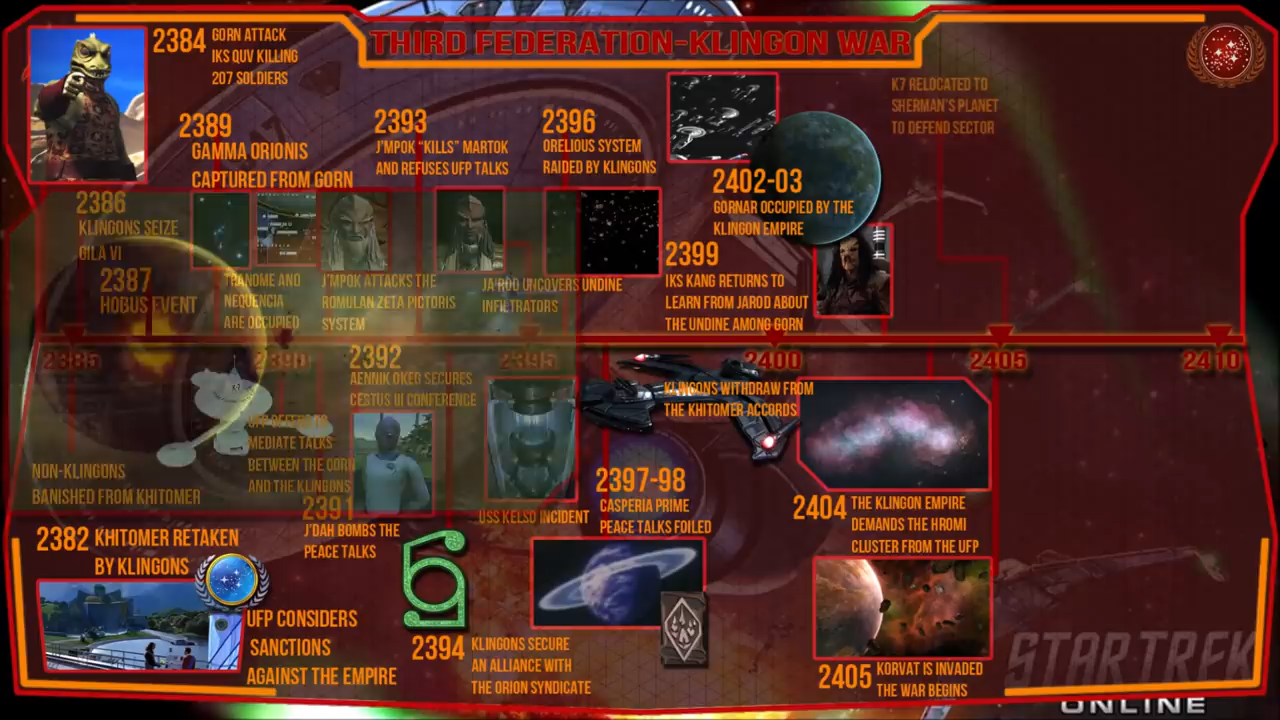 THIRD FEDERATION-KLINGON WAR
2384 GORN ATTACK
IKS QUV KILLING
207 SOLDIERS
2389
GAMMA ORIONIS
CAPTURED FROM GORN
2393
J'MPOK "KILLS" MARTOK
AND REFUSES UFP TALKS
2396
ORELIOUS SYSTEM
RAIDED BY KLINGONS
K7 RELOCATED TO
SHERMAN'S PLANET
TO DEFEND SECTOR
2402-03
GORNAR OCCUPIED BY THE
KLINGON EMPIRE
2386
KLINGONS SEIZE
GILA VI
2387
HOBUS EVENT
TRANOME AND
NEQUENCIA
ARE OCCUPIED
J'MPOK ATTACKS THE
ROMULAN ZETA PICTORIS
SYSTEM
JA'ROD UNCOVERS UNDINE
INFILTRATORS
2399
IKS KANG RETURNS TO
LEARN FROM JAROD ABOUT
THE UNDINE AMONG GORN
2385 2390 2395 2400 2405 2410
2392
AENNIK OKEG SECURES
CESTUS III CONFERENCE
KLINGONS WITHDRAW FROM
THE KHITOMER ACCORDS
UFP OFFERS TO
MEDIATE TALKS
BETWEEN THE GORN
AND THE KLINGONS
NON-KLINGONS
BANISHED FROM KHITOMER
2391
J'DAH BOMBS THE
PEACE TALKS
USS KELSO INCIDENT
2397-98
CASPERIA PRIME
PEACE TALKS FOILED
2404 THE KLINGON EMPIRE
DEMANDS THE HROMI
CLUSTER FROM THE UFP
2382 KHITOMER RETAKEN
BY KLINGONS
UFP CONSIDERS
SANCTIONS
AGAINST THE EMPIRE
2394 KLINGONS SECURE
AN ALLIANCE WITH
THE ORION SYNDICATE
2405 KORVAT IS INVADED
THE WAR BEGINS
STAR TREK
ONLINE